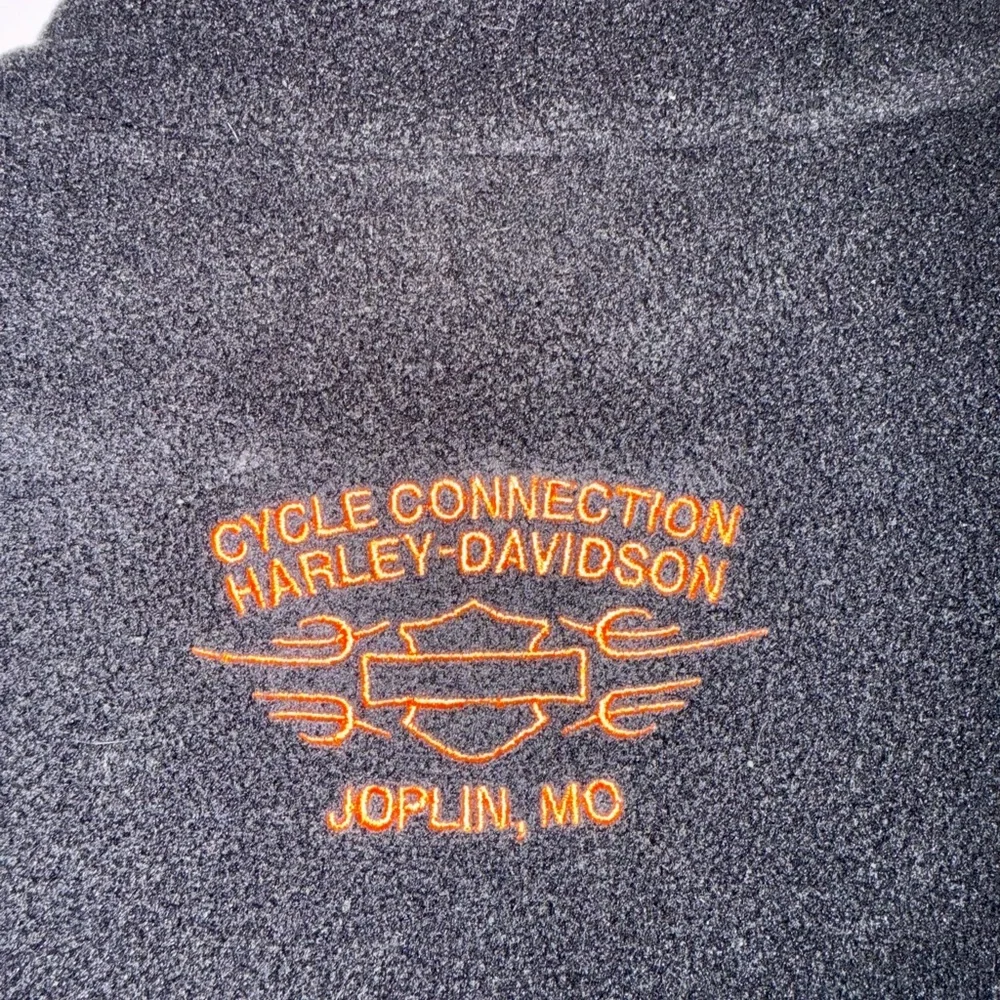 CYCLE CONNECTION
HARLEY-DAVIDSON
JOPLIN, MO